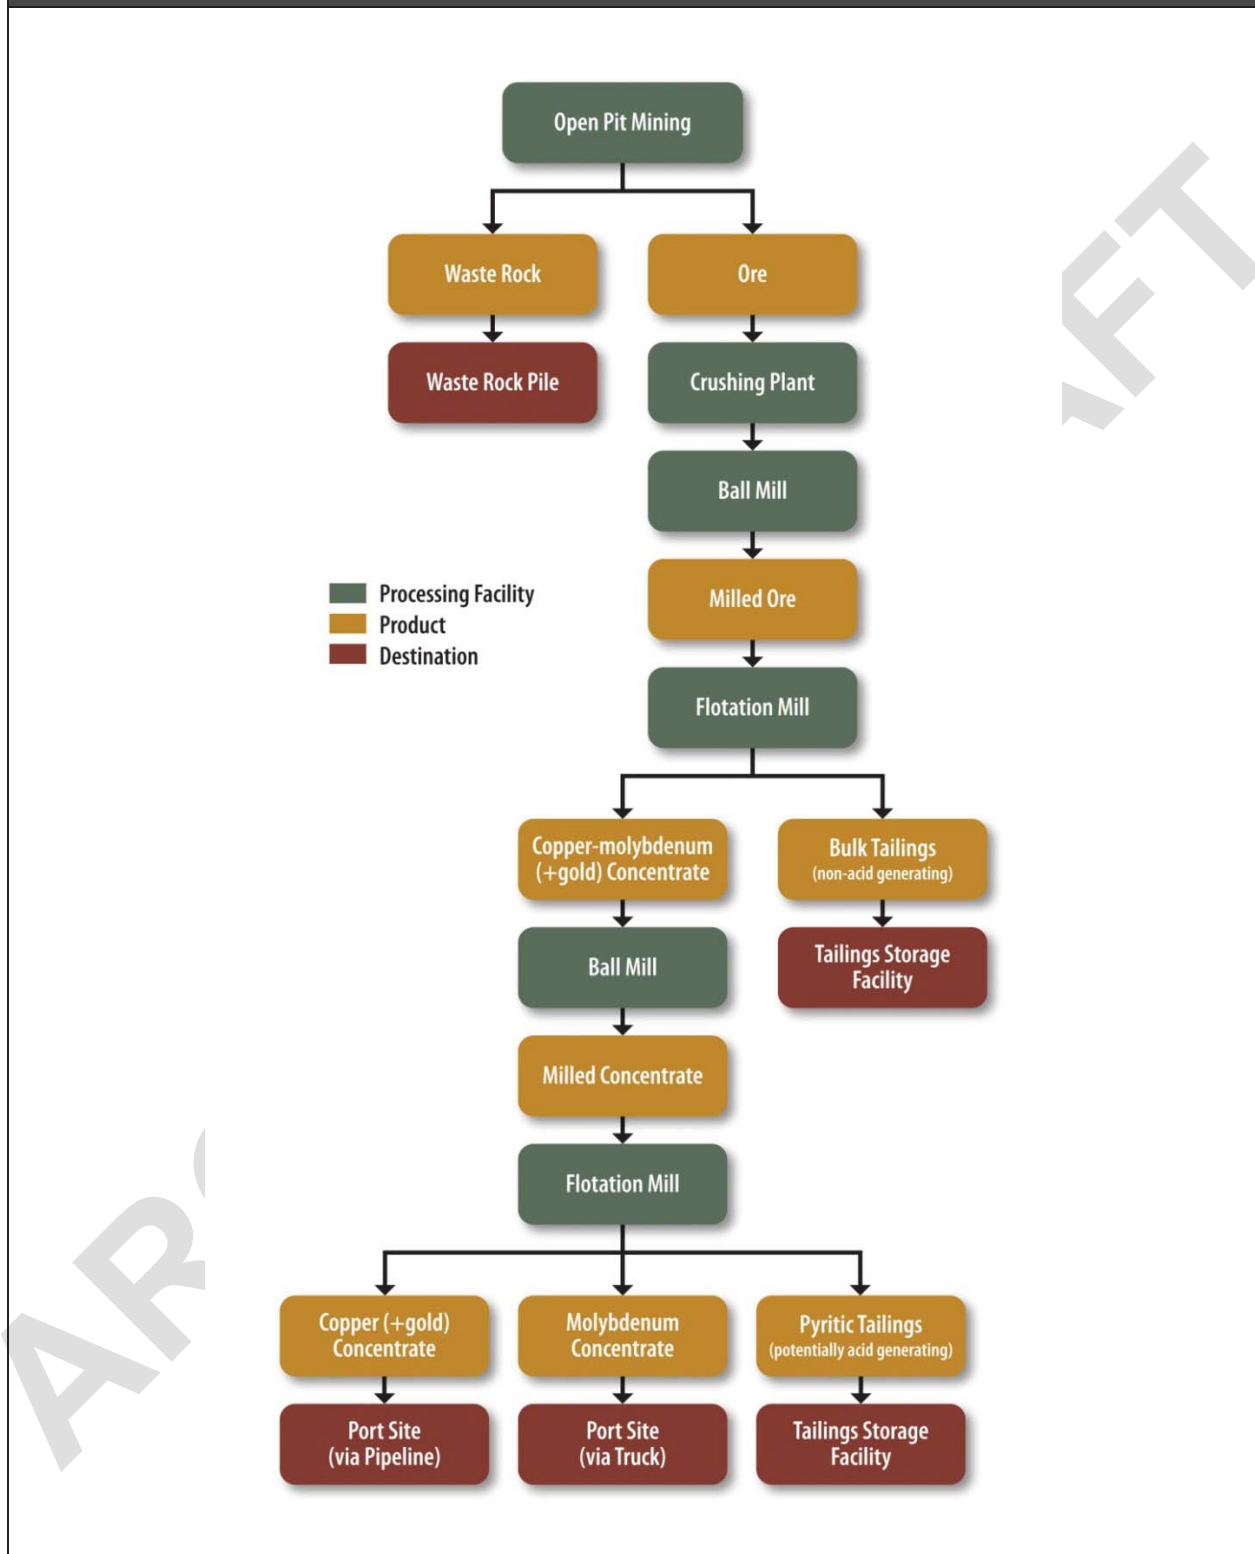 Open Pit Mining
Waste Rock
Ore
Waste Rock Pile
Crushing Plant
Ball Mill
Processing Facility
Product
Destination
Milled Ore
Flotation Mill
Copper-molybdenum
(+gold) Concentrate
Bulk Tailings
(non-acid generating)
Ball Mill
Tailings Storage
Facility
Milled Concentrate
Flotation Mill
Copper (+gold)
Concentrate
Molybdenum
Concentrate
Pyritic Tailings
(potentially acid generating)
Port Site
(via Pipeline)
Port Site
(via Truck)
Tailings Storage
Facility